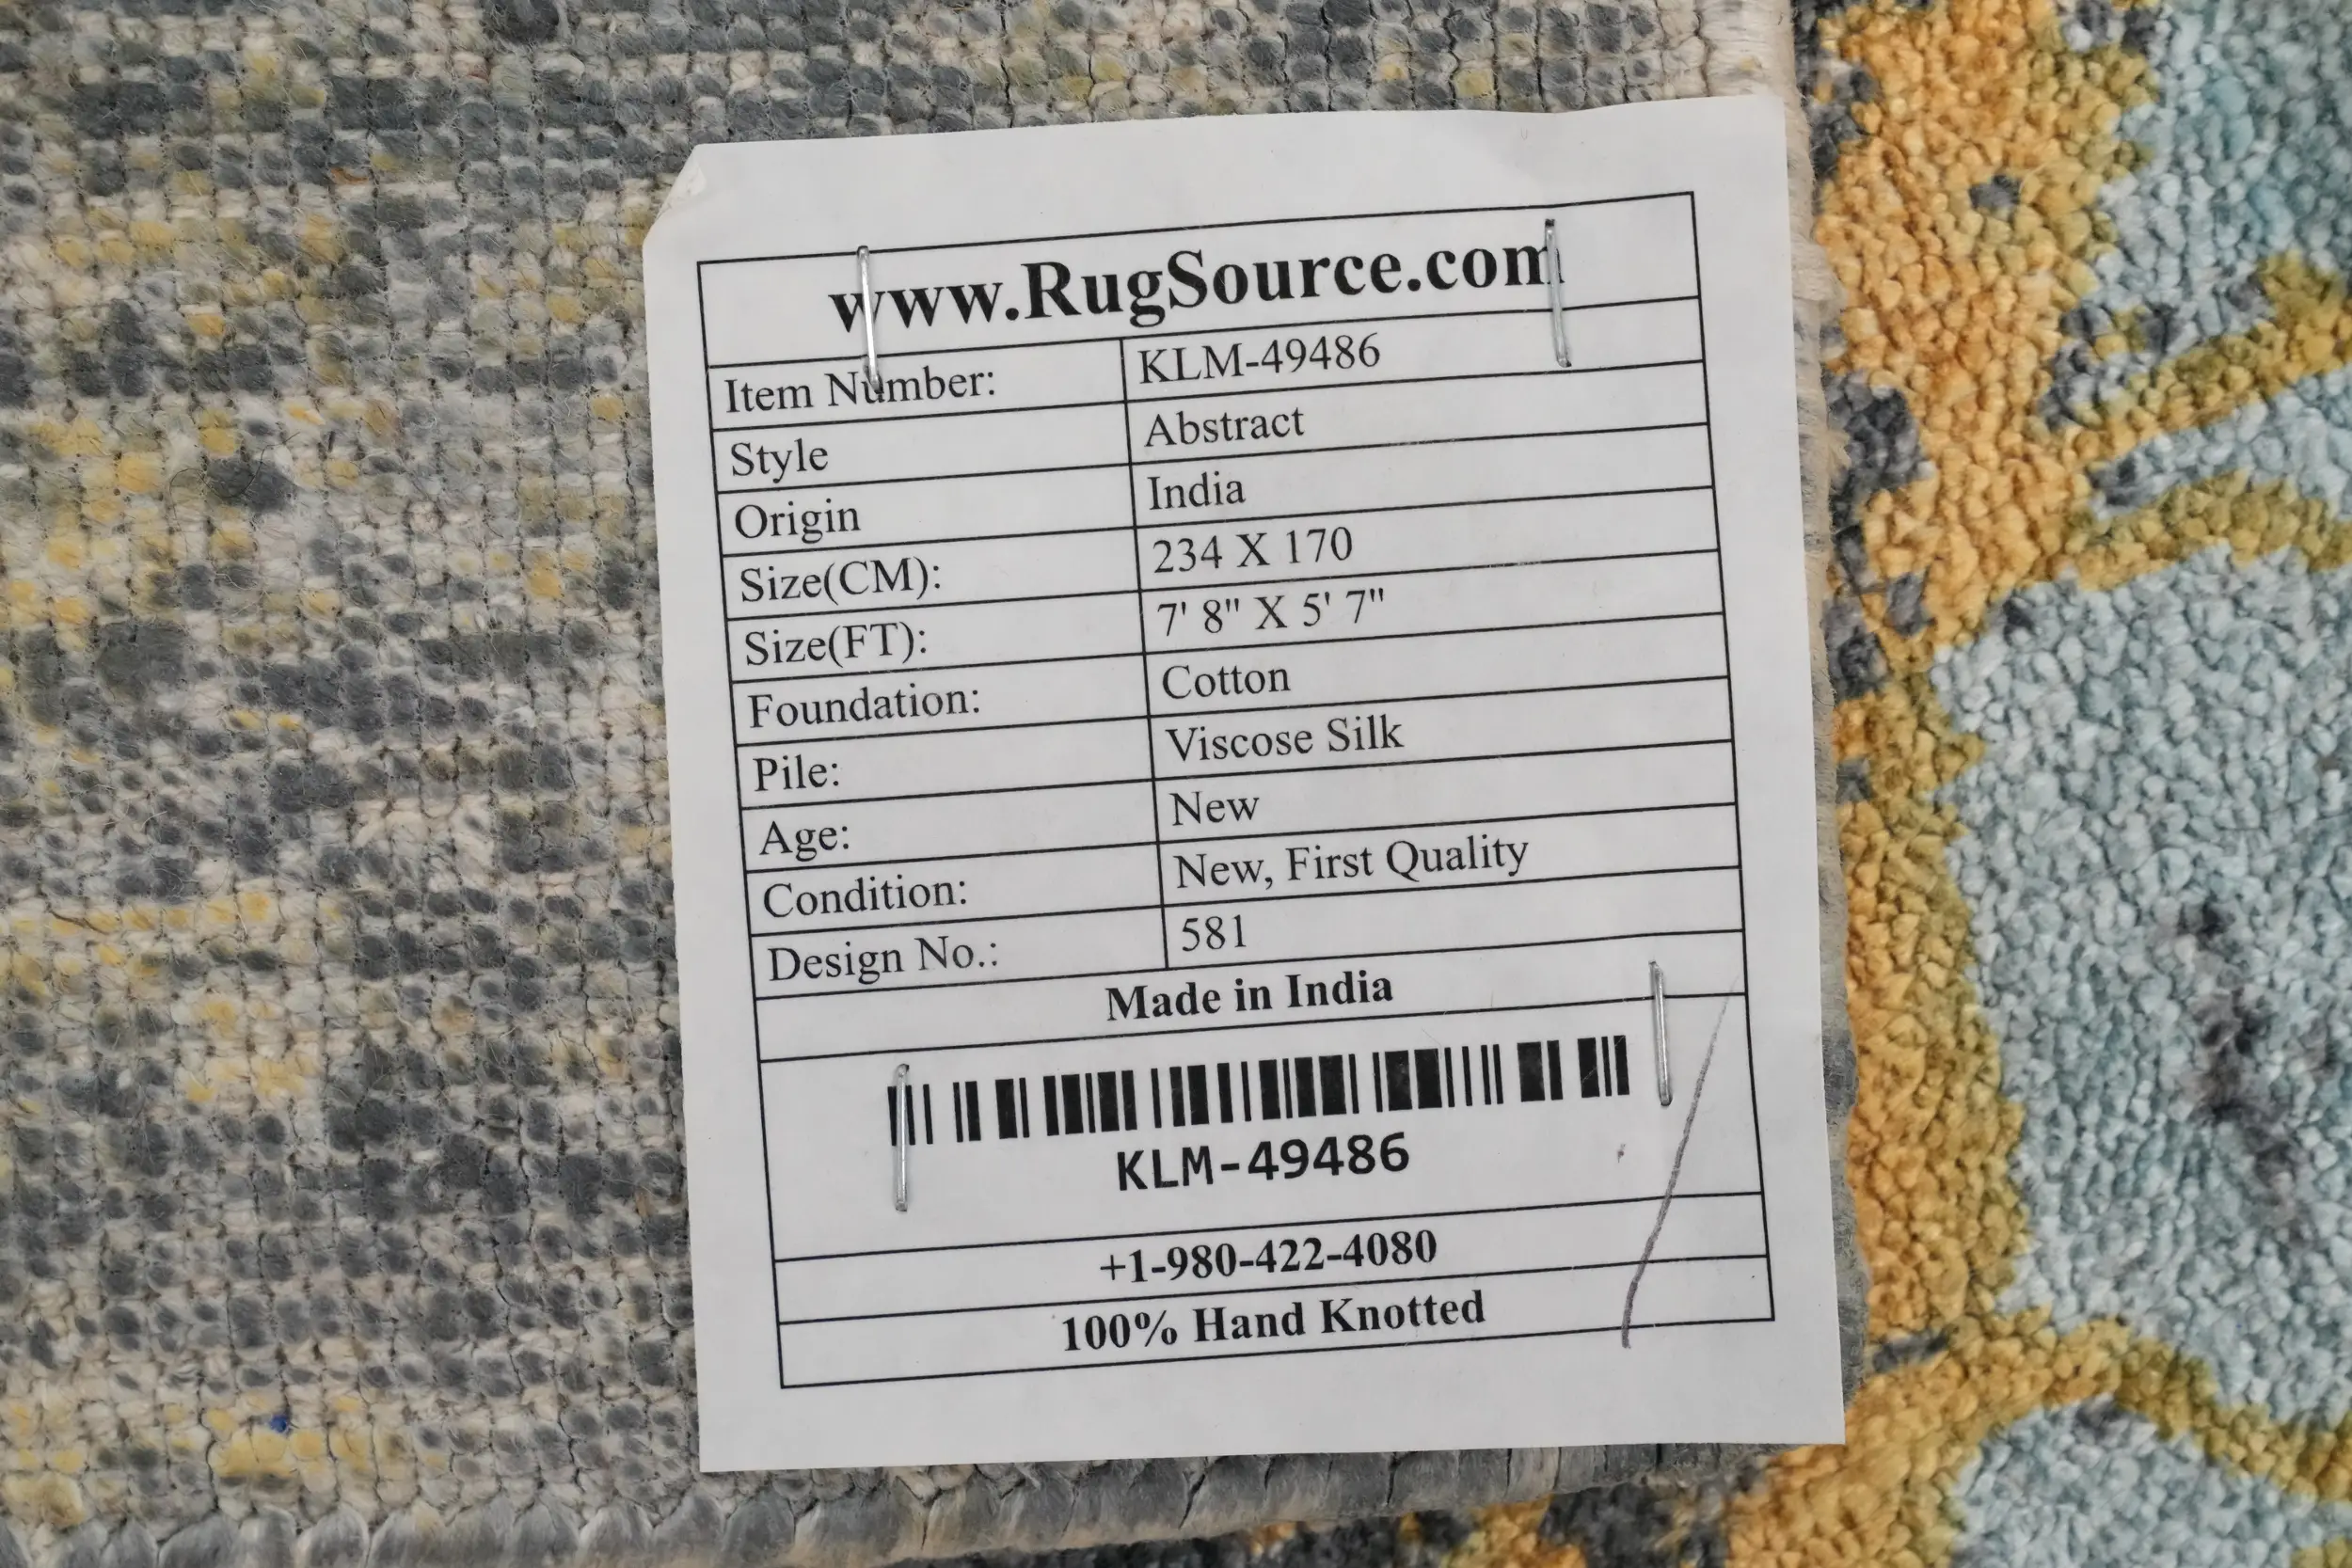 www.RugSource.com
Item Number: KLM-49486
Style Abstract
Origin India
Size(CM): 234 X 170
Size(FT): 7' 8" X 5' 7"
Foundation: Cotton
Pile: Viscose Silk
Age: New
Condition: New, First Quality
Design No.: 581
Made in India
KLM-49486
+1-980-422-4080
100% Hand Knotted